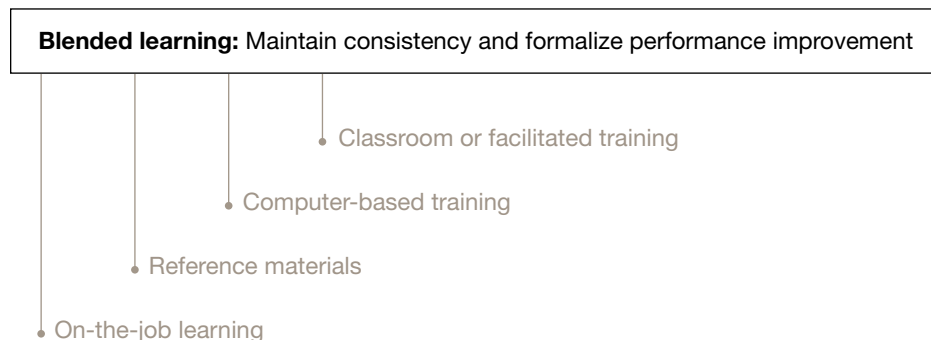 Blended learning: Maintain consistency and formalize performance improvement
Classroom or facilitated training
Computer-based training
Reference materials
On-the-job learning